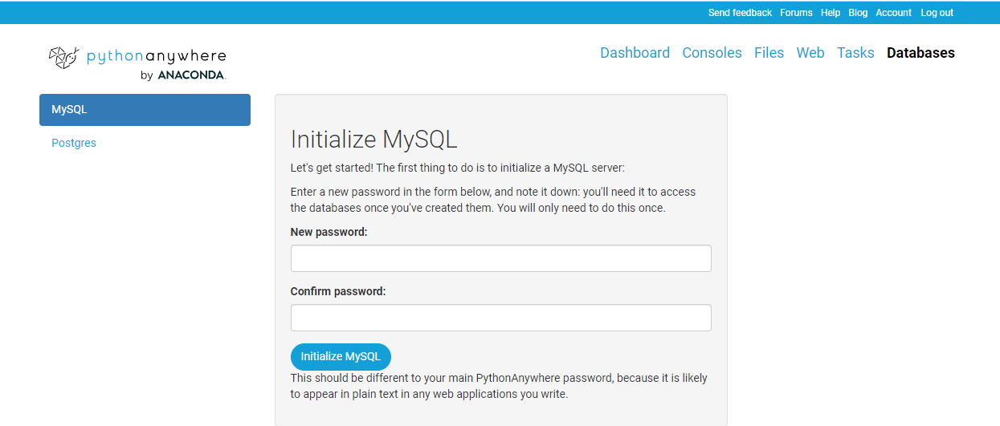 Send feedback Forums Help Blog Account Log out
pythonanywhere
by ANACONDA.
Dashboard Consoles Files Web Tasks Databases
MySQL
Postgres
Initialize MySQL
Let's get started! The first thing to do is to initialize a MySQL server:
Enter a new password in the form below, and note it down: you'll need it to access
the databases once you've created them. You will only need to do this once.
New password:
Confirm password:
Initialize MySQL
This should be different to your main PythonAnywhere password, because it is likely
to appear in plain text in any web applications you write.